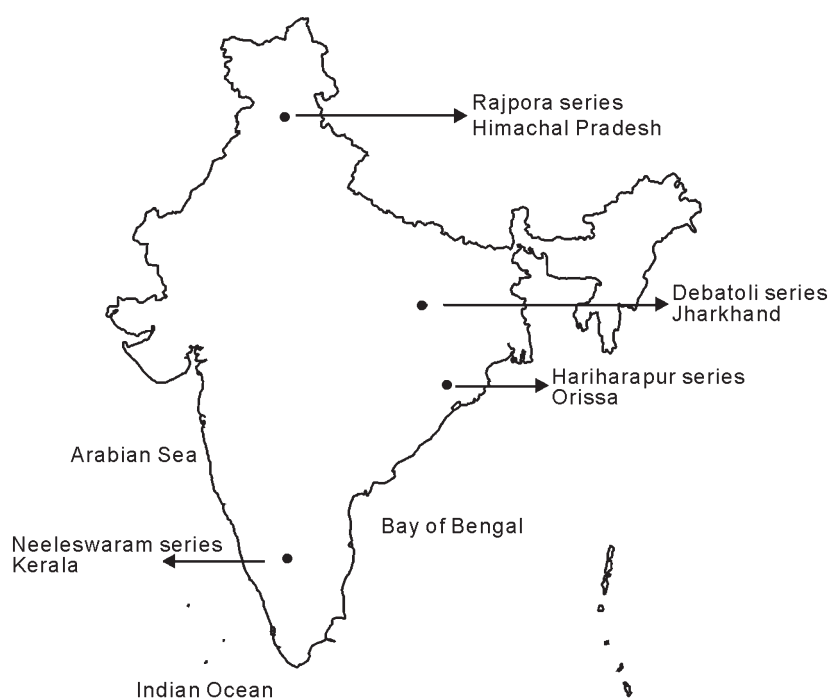 Rajpora series
Himachal Pradesh
Debatoli series
Jharkhand
Hariharapur series
Orissa
Arabian Sea
Bay of Bengal
Neeleswaram series
Kerala
Indian Ocean